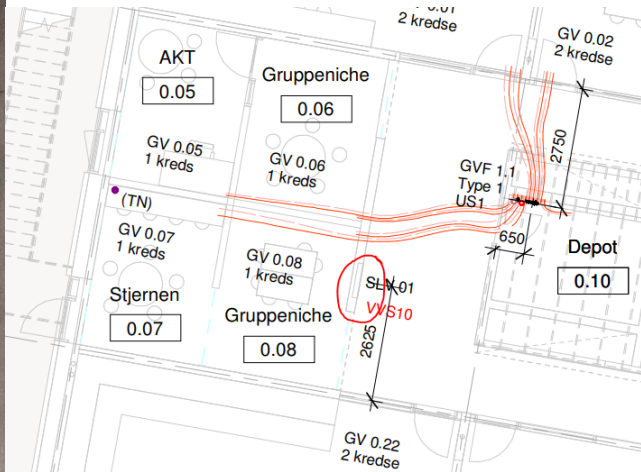 2 kredse
GV 0.02
2 kredse
AKT
0.05
Gruppeniche
0.06
GV 0.05
1 kreds
GV 0.06
1 kreds
GVF 1.1
Type 1
US1
2750
(TN)
650
GV 0.07
1 kreds
GV 0.08
1 kreds
Depot
0.10
Stjernen
0.07
Gruppeniche
0.08
VVS10
2625
GV 0.22
2 kredse